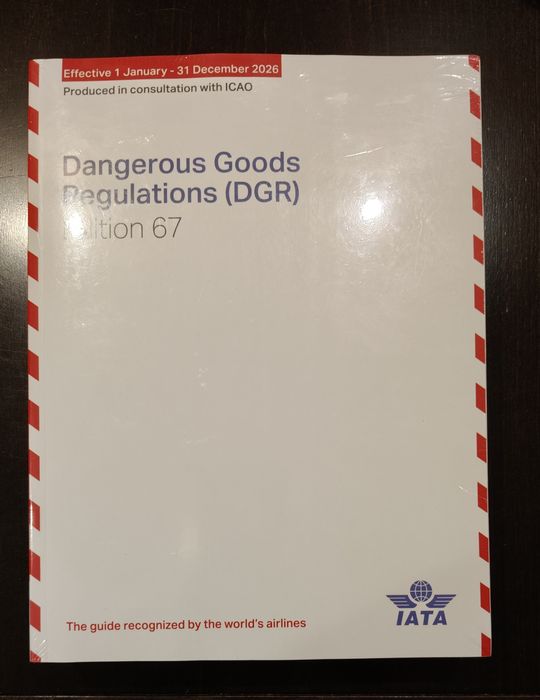 Effective 1 January - 31 December 2026
Produced in consultation with ICAO
Dangerous Goods
Regulations (DGR)
Edition 67
The guide recognized by the world's airlines
IATA